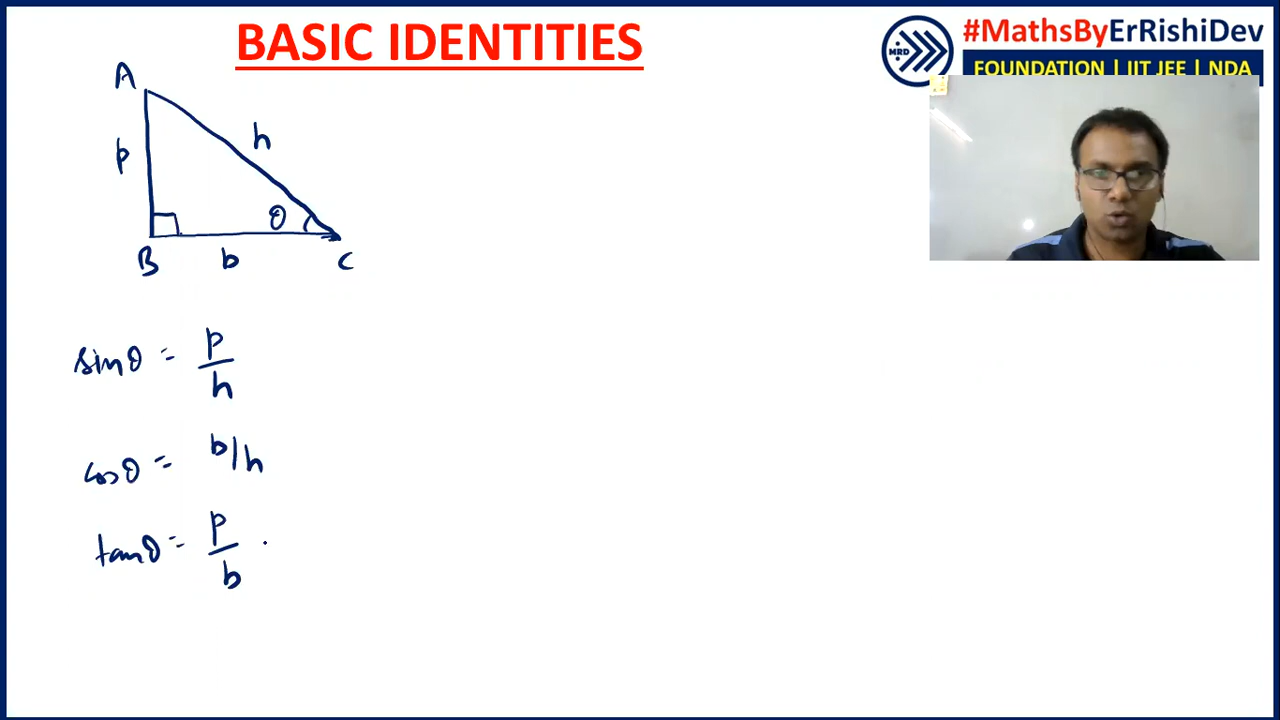 BASIC IDENTITIES
#MathsByErRishiDev
MRD
FOUNDATION | IIT JEE | NDA
A
p
h
θ
B
b
C
sinθ = p/h
cosθ = b/h
tanθ = p/b